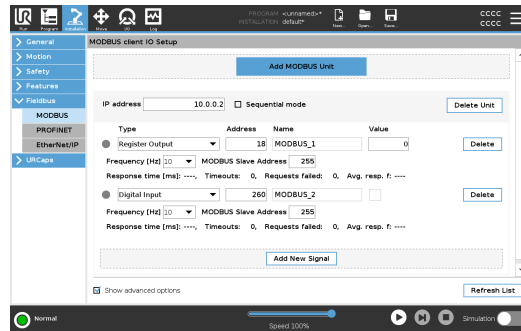 PROGRAM <unnamed>*
INSTALLATION default*
CCCC
CCCC
Run Program Installation Move I/O Log New... Open... Save...
General
Motion
Safety
Features
Fieldbus
MODBUS
PROFINET
EtherNet/IP
URCaps
MODBUS client IO Setup
Add MODBUS Unit
IP address 10.0.0.2 Sequential mode Delete Unit
Type Address Name Value
Register Output 18 MODBUS_1 0 Delete
Frequency [Hz] 10 MODBUS Slave Address 255
Response time [ms]: ----, Timeouts: 0, Requests failed: 0, Avg. resp. f: ----
Digital Input 260 MODBUS_2 Delete
Frequency [Hz] 10 MODBUS Slave Address 255
Response time [ms]: ----, Timeouts: 0, Requests failed: 0, Avg. resp. f: ----
Add New Signal
Show advanced options Refresh List
Normal Speed 100% Simulation